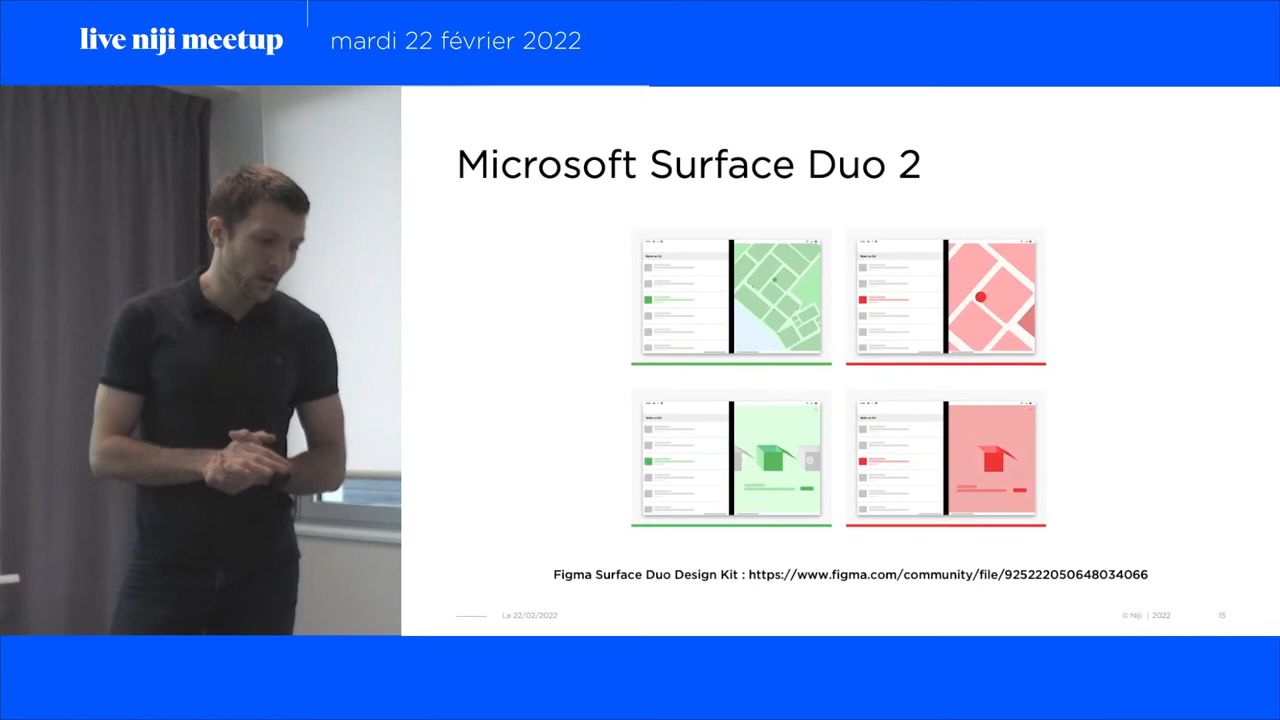 live niji meetup
mardi 22 février 2022
Microsoft Surface Duo 2
Figma Surface Duo Design Kit : https://www.figma.com/community/file/925222050648034066
Le 22/02/2022
© Niji | 2022
15